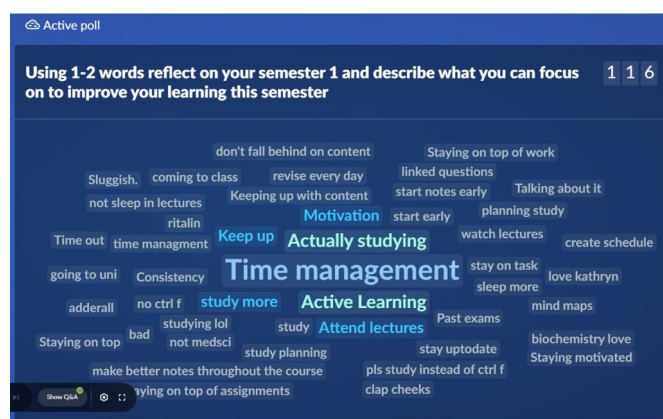 Active poll
Using 1-2 words reflect on your semester 1 and describe what you can focus
on to improve your learning this semester
1 1 6
don't fall behind on content
Staying on top of work
Sluggish.
coming to class
revise every day
linked questions
not sleep in lectures
Keeping up with content
start notes early
Talking about it
ritalin
Motivation
start early
planning study
Time out
time managment
Keep up
Actually studying
watch lectures
create schedule
going to uni
Consistency
Time management
stay on task
love kathryn
sleep more
adderall
no ctrl f
study more
Active Learning
mind maps
Past exams
studying lol
study
Attend lectures
Staying on top
bad
not medsci
biochemistry love
study planning
stay uptodate
Staying motivated
make better notes throughout the course
pls study instead of ctrl f
Show Q&A
aying on top of assignments
clap cheeks